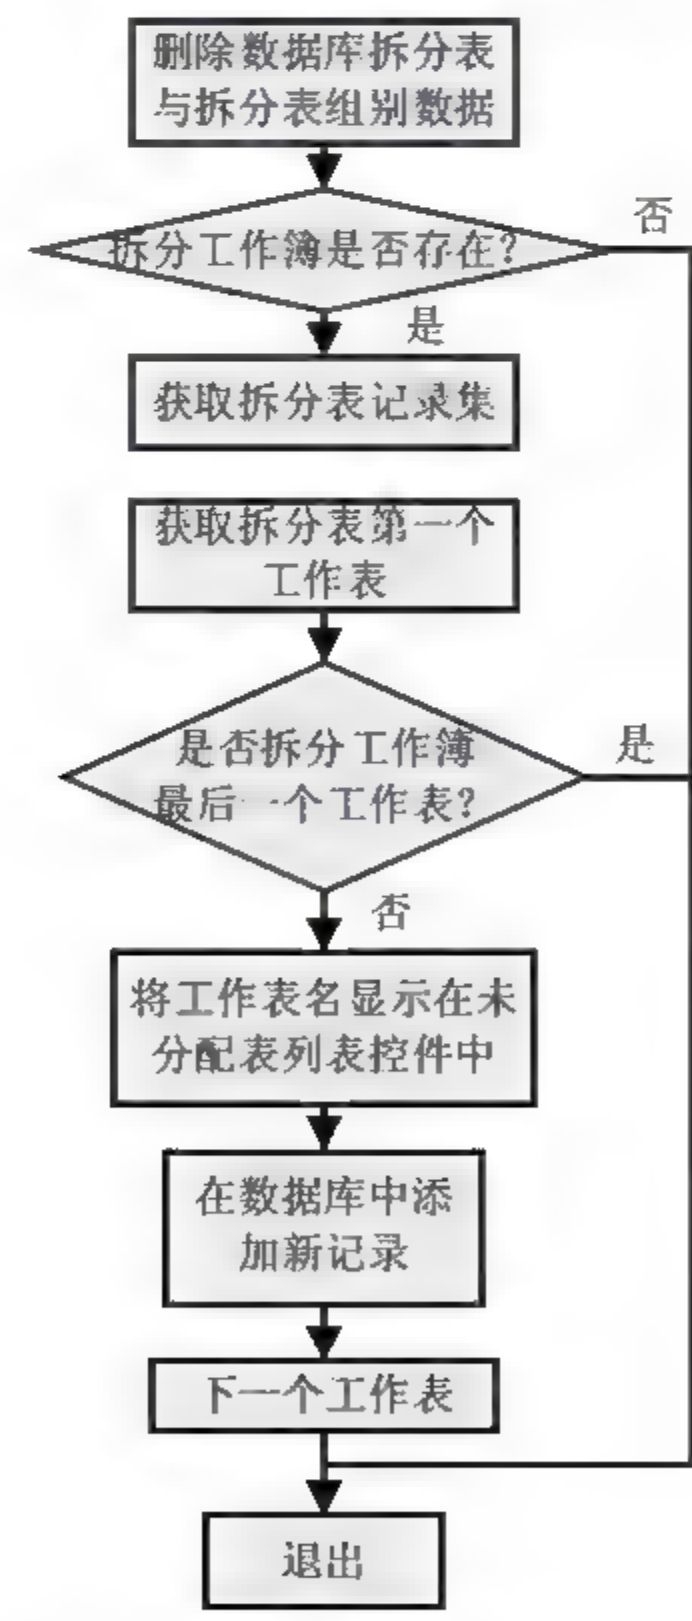 删除数据库拆分表
与拆分表组别数据
否
拆分工作簿是否存在？
是
获取拆分表记录集
获取拆分表第一个
工作表
是否拆分工作簿
是
最后一个工作表？
否
将工作表名显示在未
分配表列表控件中
在数据库中添
加新记录
下一个工作表
退出